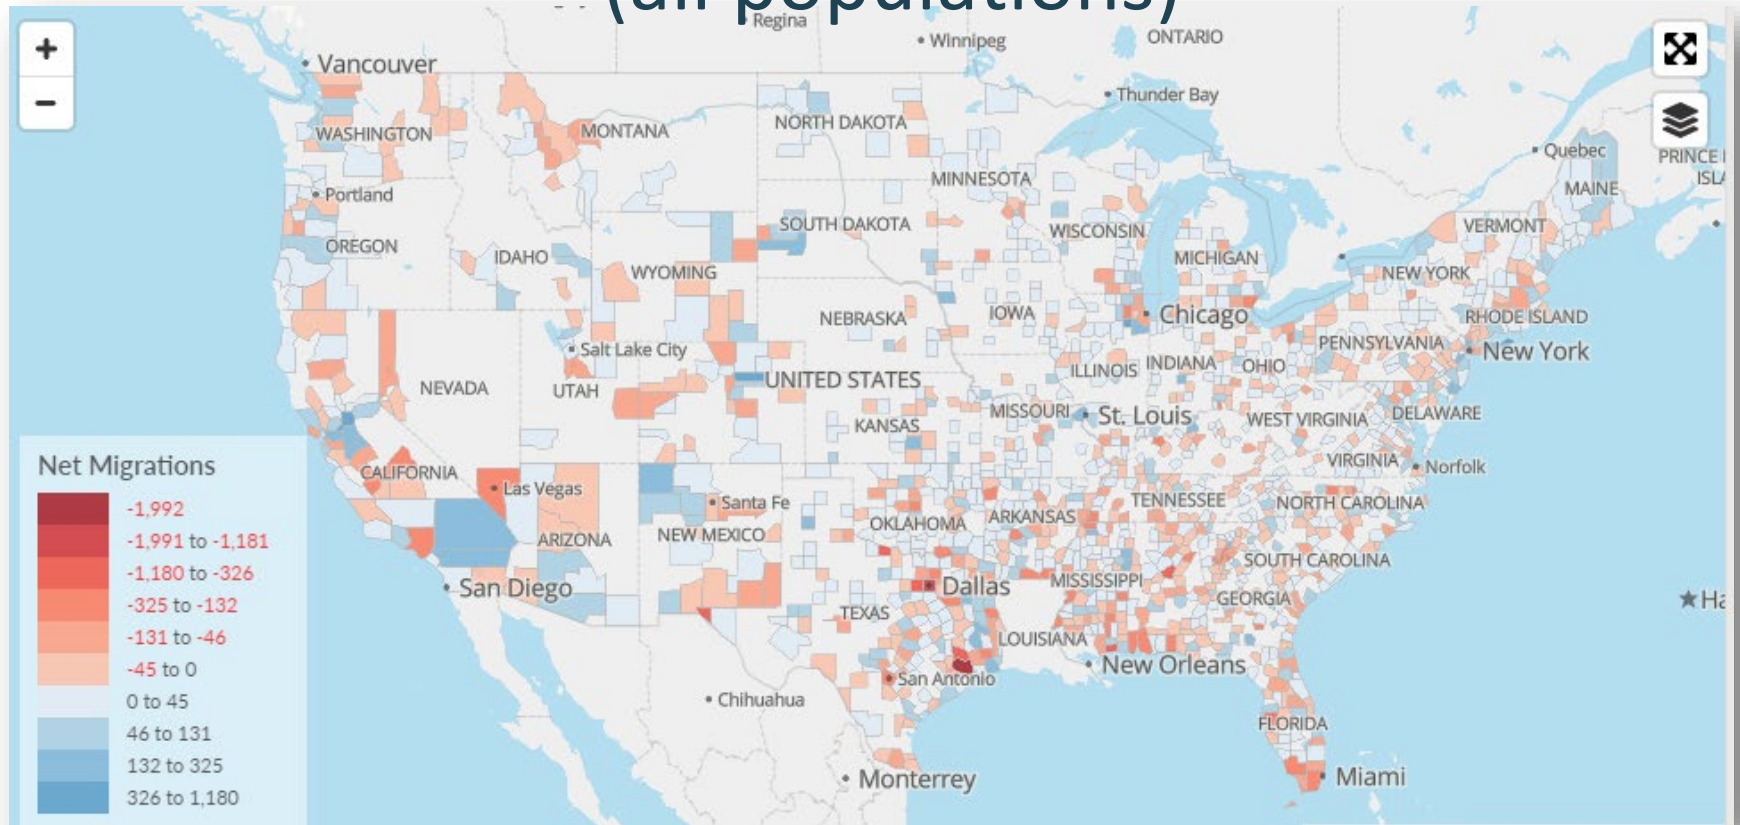 (all populations)
+
−
Regina
Winnipeg
ONTARIO
Vancouver
Thunder Bay
WASHINGTON
MONTANA
NORTH DAKOTA
Quebec
PRINCE
ISLA
MINNESOTA
MAINE
Portland
SOUTH DAKOTA
WISCONSIN
VERMONT
OREGON
IDAHO
WYOMING
MICHIGAN
NEW YORK
NEBRASKA
IOWA
Chicago
RHODE ISLAND
Salt Lake City
PENNSYLVANIA
New York
NEVADA
UTAH
UNITED STATES
ILLINOIS
INDIANA
OHIO
KANSAS
MISSOURI
St. Louis
WEST VIRGINIA
DELAWARE
CALIFORNIA
VIRGINIA
Norfolk
Las Vegas
Santa Fe
TENNESSEE
NORTH CAROLINA
ARIZONA
NEW MEXICO
OKLAHOMA
ARKANSAS
SOUTH CAROLINA
San Diego
Dallas
MISSISSIPPI
GEORGIA
Ha
TEXAS
LOUISIANA
New Orleans
San Antonio
Chihuahua
FLORIDA
Monterrey
Miami
Net Migrations
-1,992
-1,991 to -1,181
-1,180 to -326
-325 to -132
-131 to -46
-45 to 0
0 to 45
46 to 131
132 to 325
326 to 1,180